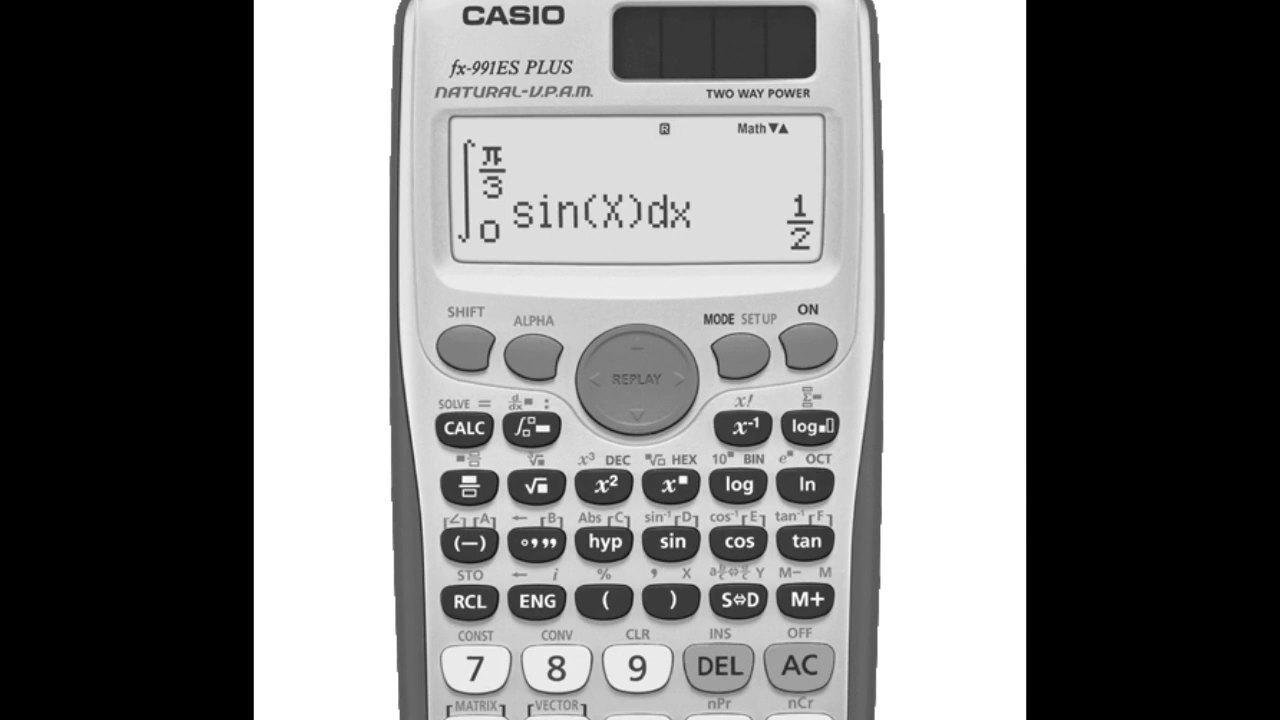 CASIO
fx-991ES PLUS
NATURAL-V.P.A.M.
TWO WAY POWER
R Math▼▲
π
3
∫ sin(X)dx
0
1
2
SHIFT ALPHA MODE SETUP ON
REPLAY
SOLVE = d/dx■ : x! Σ■
CALC ∫■ x⁻¹ log■▯
■▯/▯ ³√■ x³ DEC ■√▯ HEX 10■ BIN e■ OCT
√■ x² x■ log ln
∠ A ← B Abs C sin⁻¹ D cos⁻¹ E tan⁻¹ F
(−) °,,, hyp sin cos tan
STO ← i % , X a b/c⇔d/c Y M− M
RCL ENG ( ) S⇔D M+
CONST CONV CLR INS OFF
7 8 9 DEL AC
MATRIX VECTOR nPr nCr